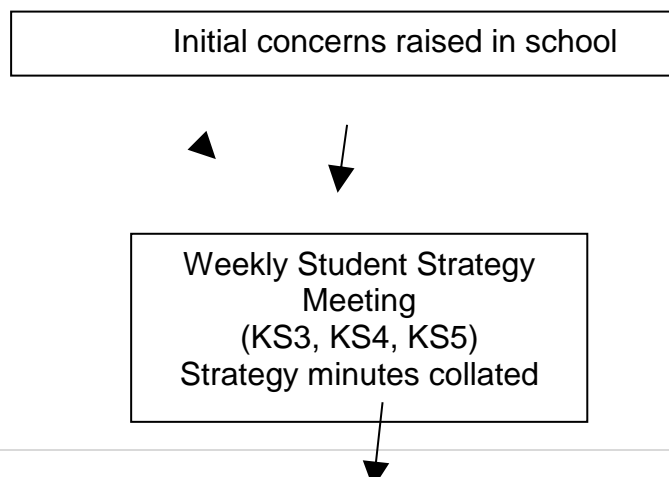 Initial concerns raised in school
Weekly Student Strategy
Meeting
(KS3, KS4, KS5)
Strategy minutes collated